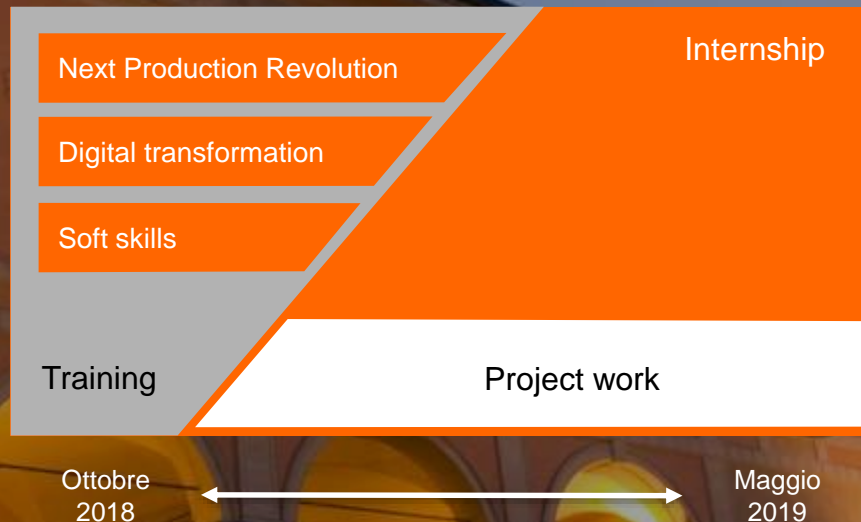 Internship
Next Production Revolution
Digital transformation
Soft skills
Training
Project work
Ottobre
2018
Maggio
2019